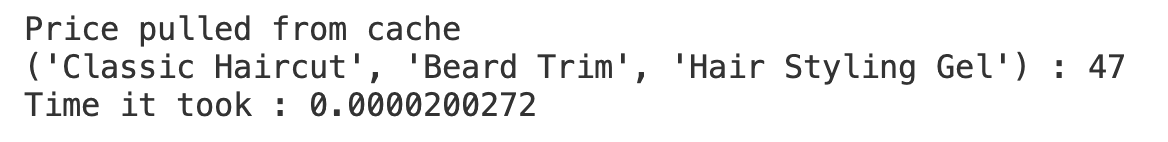 Price pulled from cache
('Classic Haircut', 'Beard Trim', 'Hair Styling Gel') : 47
Time it took : 0.0000200272